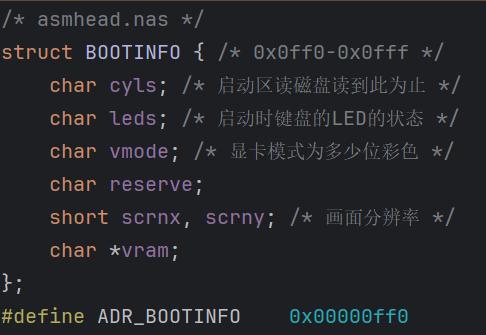 /* asmhead.nas */
struct BOOTINFO { /* 0x0ff0-0x0fff */
    char cyls; /* 启动区读磁盘读到此为止 */
    char leds; /* 启动时键盘的LED的状态 */
    char vmode; /* 显卡模式为多少位彩色 */
    char reserve;
    short scrnx, scrny; /* 画面分辨率 */
    char *vram;
};
#define ADR_BOOTINFO    0x00000ff0